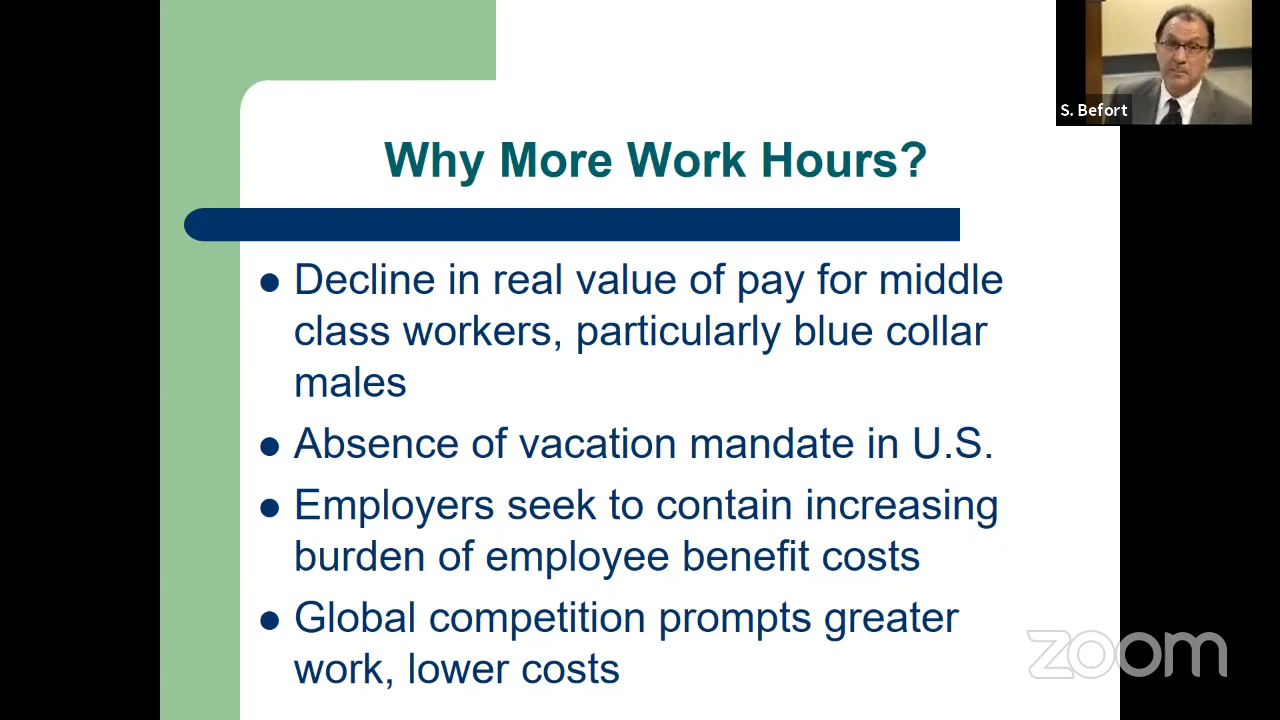 S. Befort
Why More Work Hours?
● Decline in real value of pay for middle
class workers, particularly blue collar
males
● Absence of vacation mandate in U.S.
● Employers seek to contain increasing
burden of employee benefit costs
● Global competition prompts greater
work, lower costs
zoom